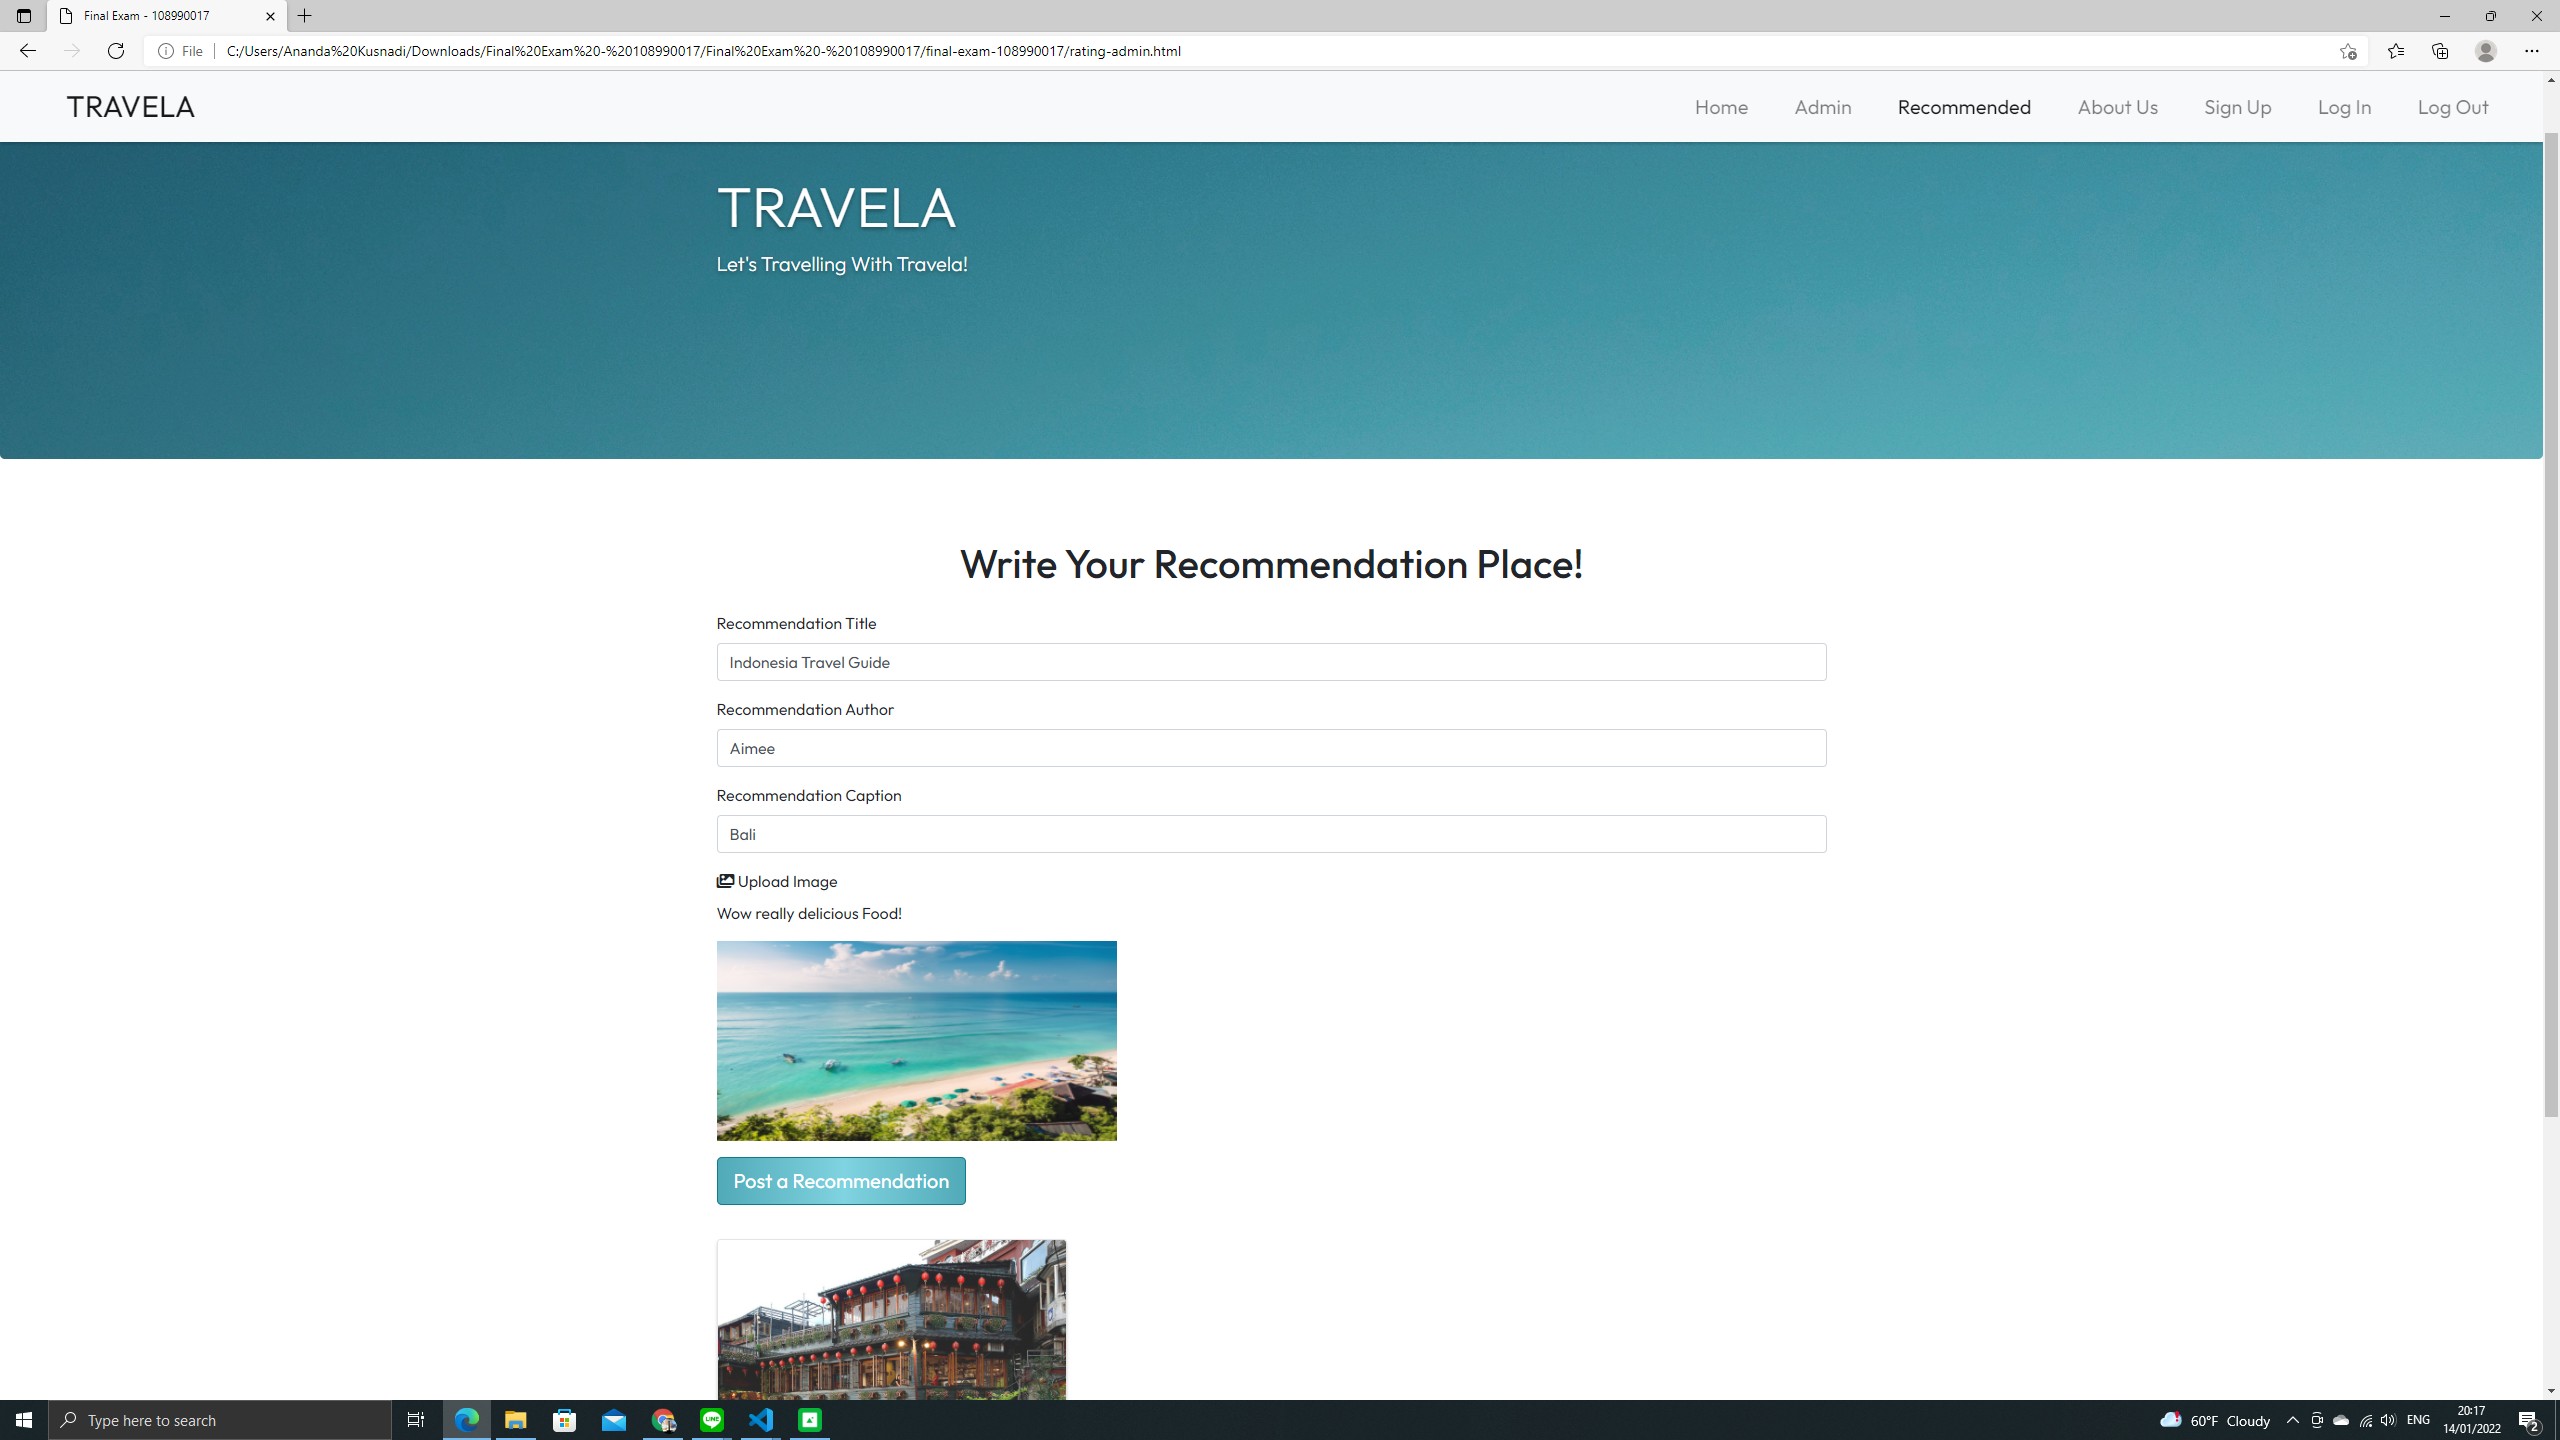 Final Exam - 108990017
File
C:/Users/Ananda%20Kusnadi/Downloads/Final%20Exam%20-%20108990017/Final%20Exam%20-%20108990017/final-exam-108990017/rating-admin.html
TRAVELA
Home Admin Recommended About Us Sign Up Log In Log Out
TRAVELA
Let's Travelling With Travela!
Write Your Recommendation Place!
Recommendation Title
Indonesia Travel Guide
Recommendation Author
Aimee
Recommendation Caption
Bali
Upload Image
Wow really delicious Food!
Post a Recommendation
Type here to search
LINE
60°F Cloudy
ENG
20:17
14/01/2022
2